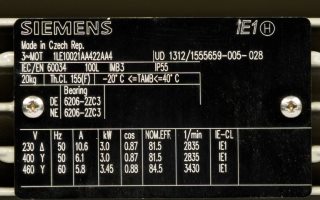 SIEMENS IE1 H
Made in Czech Rep.
3~MOT 1LE10021AA422AA4 UD 1312/1555659-005-028
IEC/EN 60034 100L IMB3 IP55
20kg Th.Cl. 155(F) -20°C <=TAMB<=40°C
Bearing
DE 6206-2ZC3
NE 6206-2ZC3
V Hz A kW cos NOM.EFF 1/min IE-CL
230 Δ 50 10.6 3.0 0.87 81.5 2835 IE1
400 Y 50 6.1 3.0 0.87 81.5 2835 IE1
460 Y 60 5.8 3.45 0.88 84.5 3430 IE1